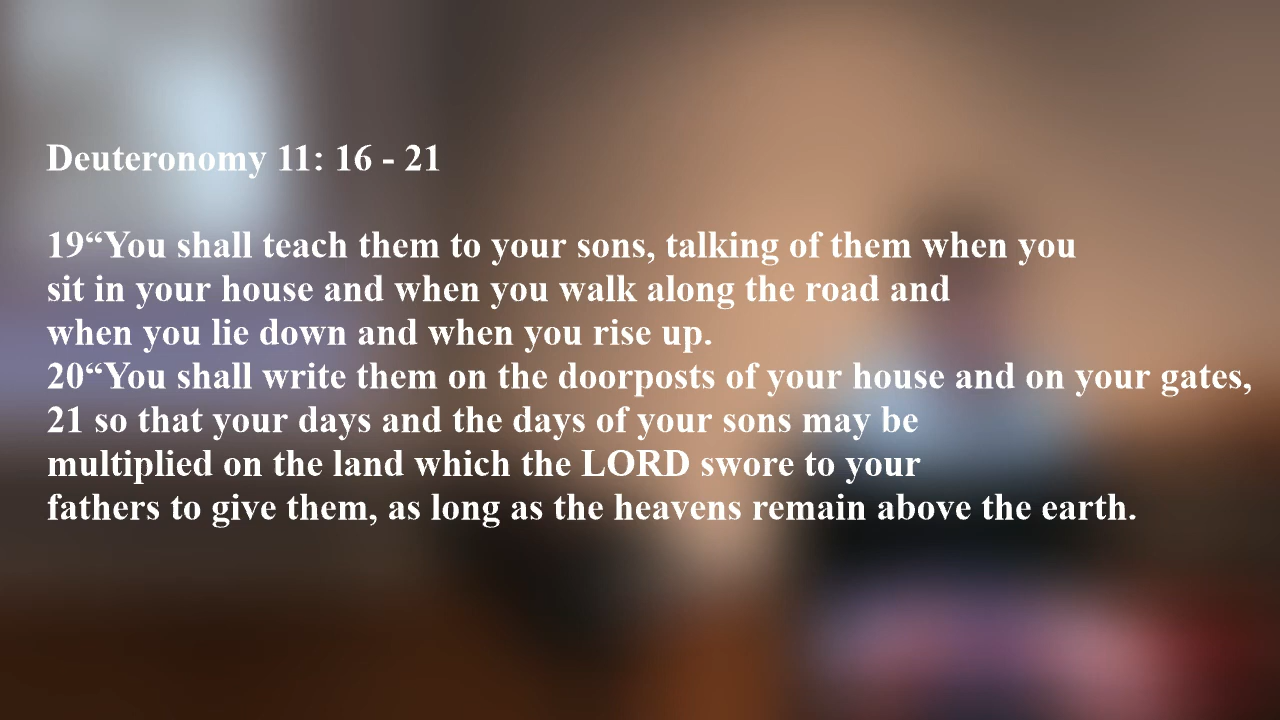 Deuteronomy 11: 16 - 21
19“You shall teach them to your sons, talking of them when you
sit in your house and when you walk along the road and
when you lie down and when you rise up.
20“You shall write them on the doorposts of your house and on your gates,
21 so that your days and the days of your sons may be
multiplied on the land which the LORD swore to your
fathers to give them, as long as the heavens remain above the earth.